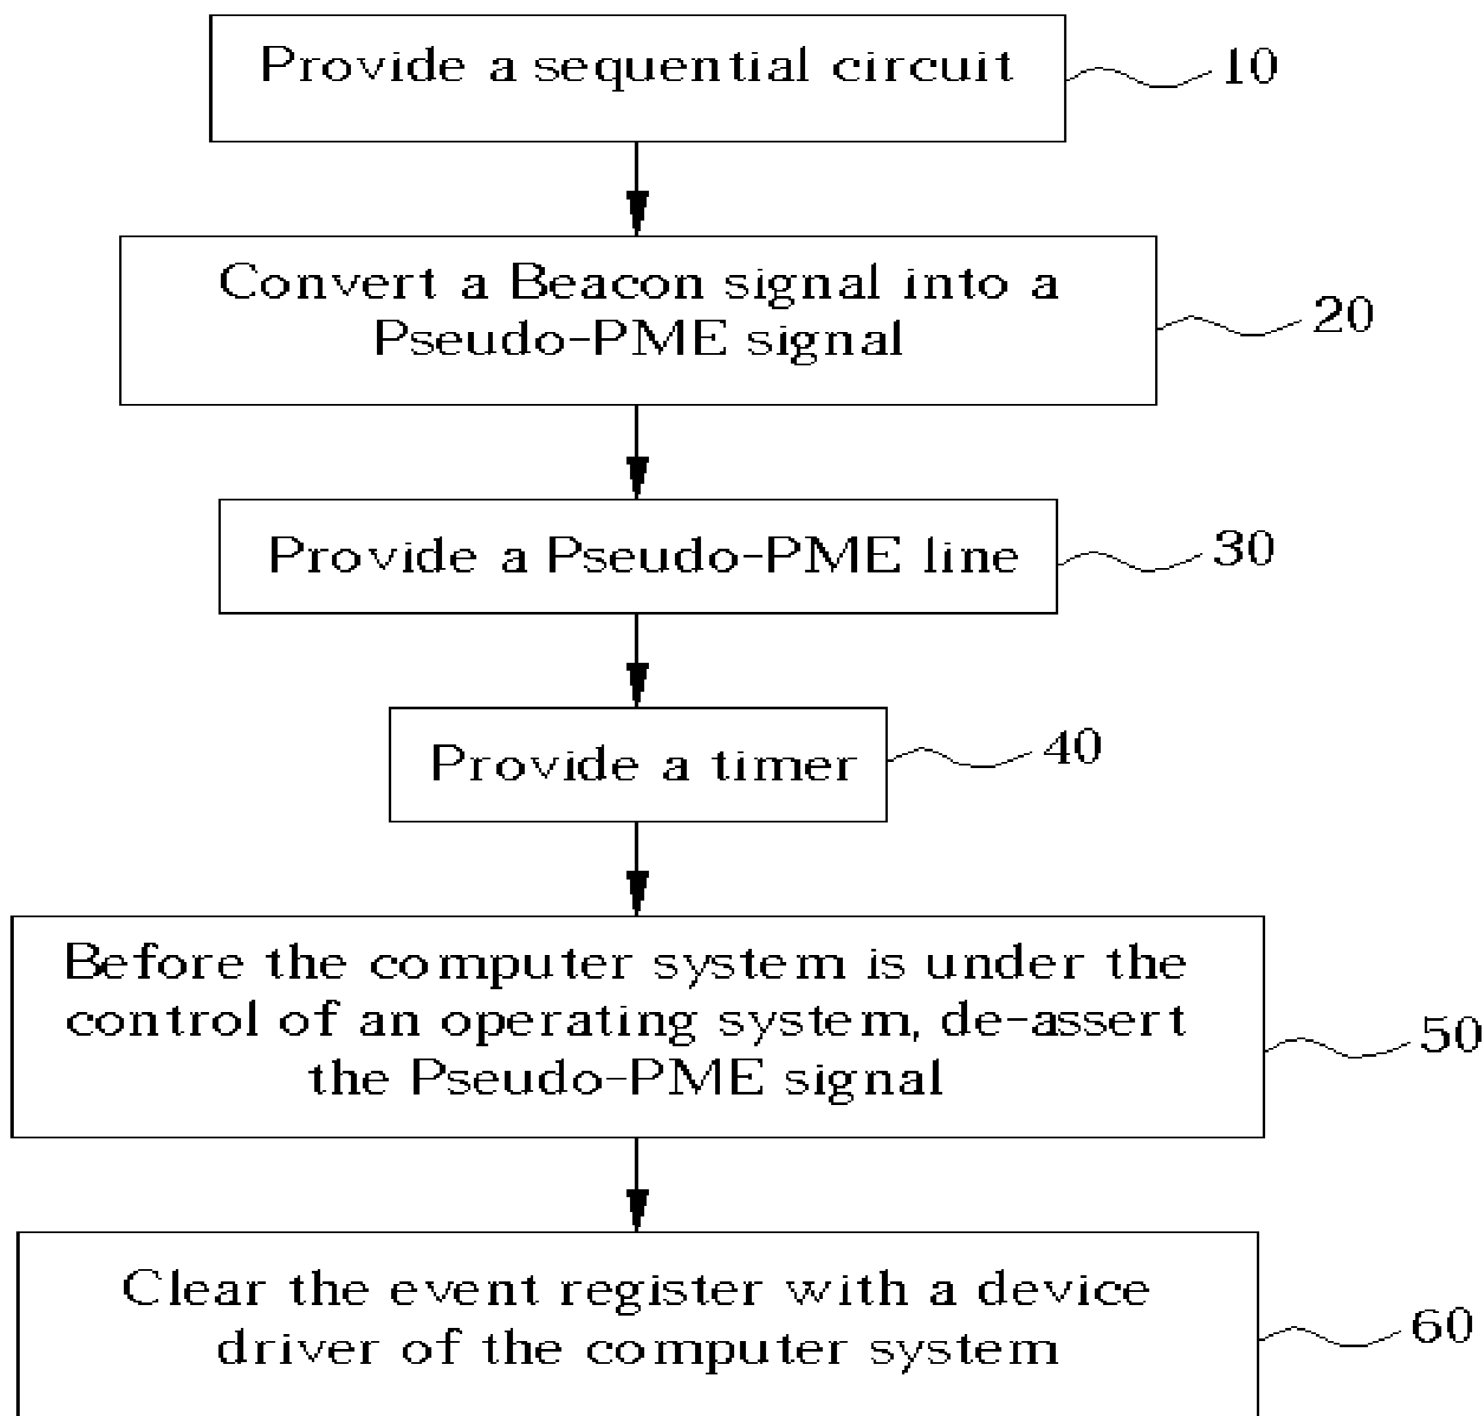 Provide a sequential circuit
10
Convert a Beacon signal into a
Pseudo-PME signal
20
Provide a Pseudo-PME line
30
Provide a timer
40
Before the computer system is under the
control of an operating system, de-assert
the Pseudo-PME signal
50
Clear the event register with a device
driver of the computer system
60